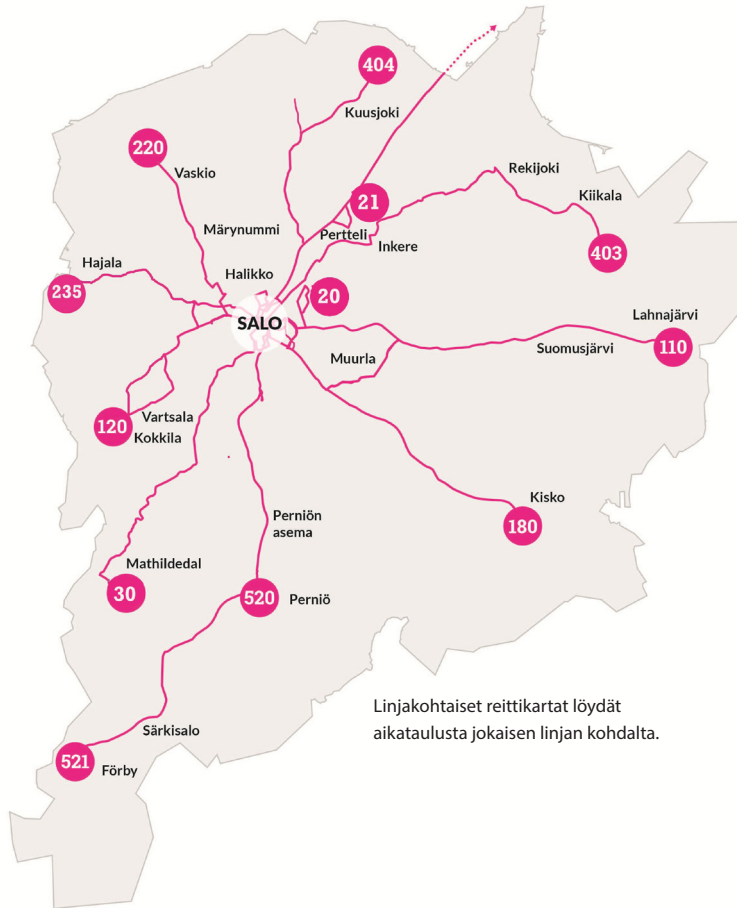 404
Kuusjoki
220
Vaskio
Rekijoki
Kiikala
21
Märynummi
Pertteli
Inkere
403
Hajala
Halikko
235
20
SALO
Lahnajärvi
Muurla
Suomusjärvi
110
Vartsala
120
Kokkila
Kisko
180
Perniön
asema
Mathildedal
30
520
Perniö
Linjakohtaiset reittikartat löydät
aikataulusta jokaisen linjan kohdalta.
Särkisalo
521
Förby